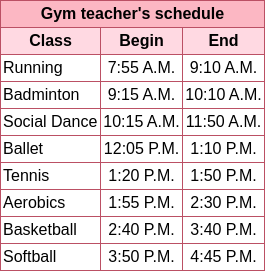 Gym teacher's schedule
Class Begin End
Running 7:55 A.M. 9:10 A.M.
Badminton 9:15 A.M. 10:10 A.M.
Social Dance 10:15 A.M. 11:50 A.M.
Ballet 12:05 P.M. 1:10 P.M.
Tennis 1:20 P.M. 1:50 P.M.
Aerobics 1:55 P.M. 2:30 P.M.
Basketball 2:40 P.M. 3:40 P.M.
Softball 3:50 P.M. 4:45 P.M.